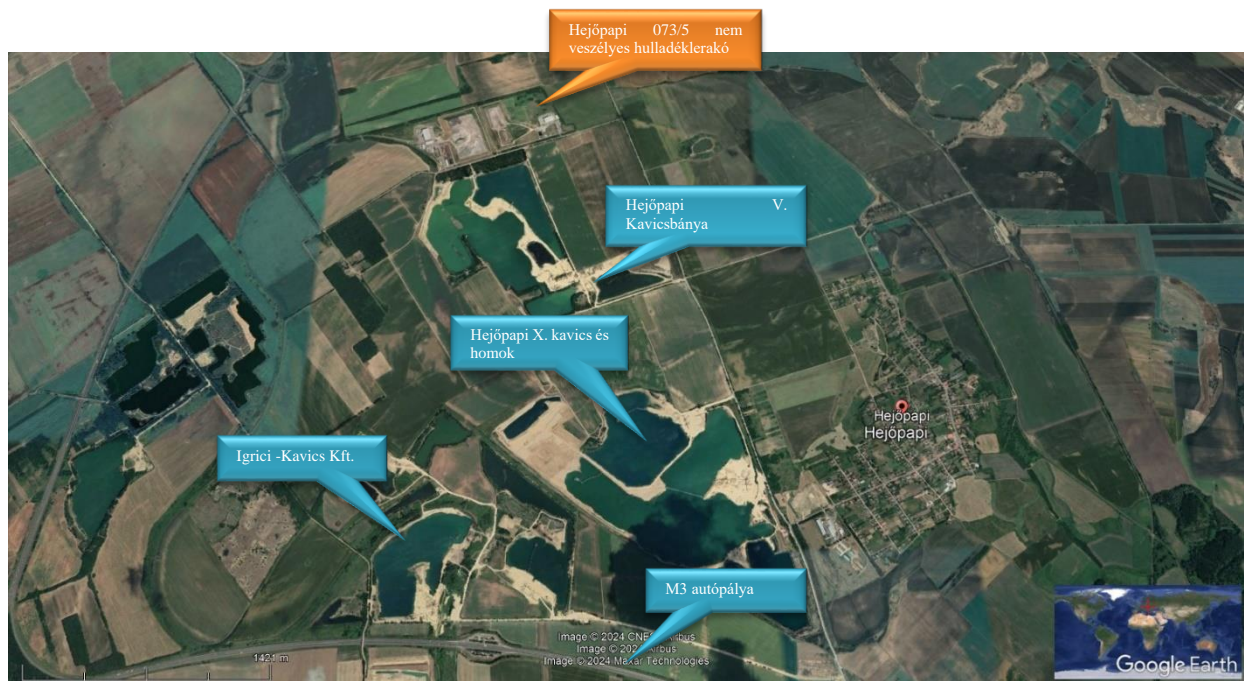 Hejőpapi 073/5 nem
veszélyes hulladéklerakó
Hejőpapi V.
Kavicsbánya
Hejőpapi X. kavics és
homok
Hejőpapi
Hejőpapi
Igrici -Kavics Kft.
M3 autópálya
Image © 2024 CNES / Airbus
Image © 2024 Airbus
Image © 2024 Maxar Technologies
1421 m
Google Earth